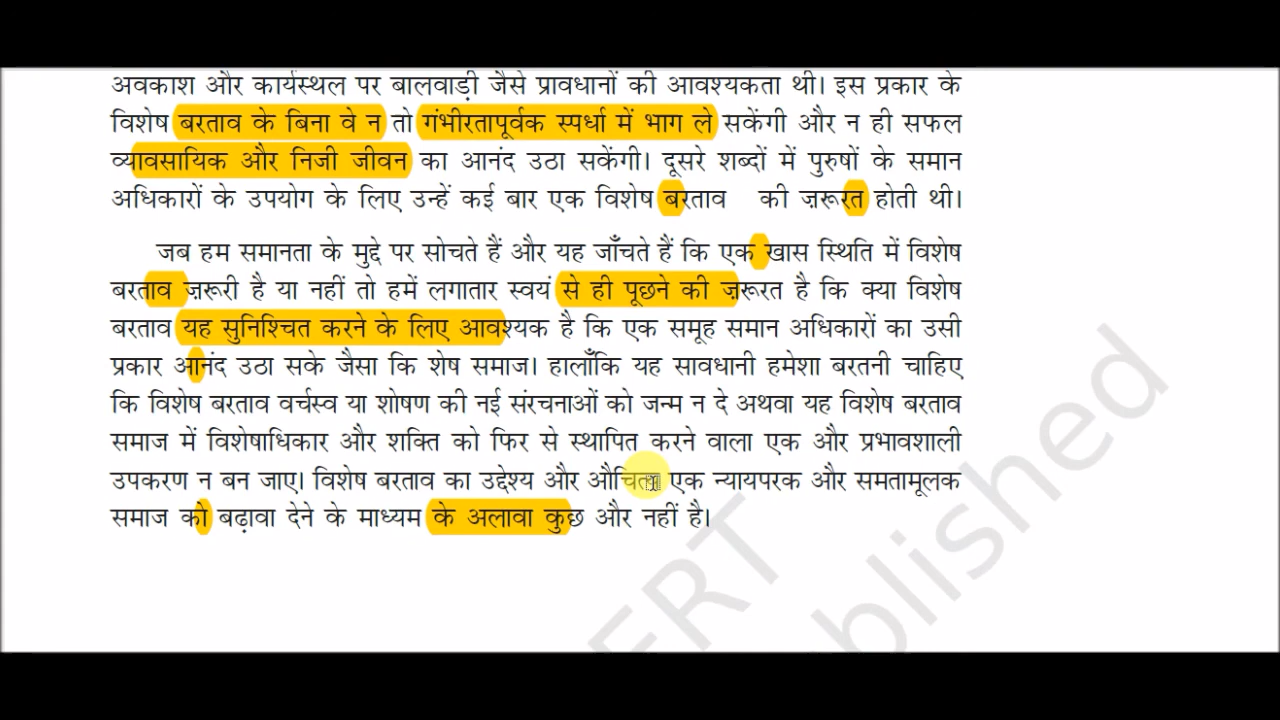 अवकाश और कार्यस्थल पर बालवाड़ी जैसे प्रावधानों की आवश्यकता थी। इस प्रकार के
विशेष बरताव के बिना वे न तो गंभीरतापूर्वक स्पर्धा में भाग ले सकेंगी और न ही सफल
व्यावसायिक और निजी जीवन का आनंद उठा सकेंगी। दूसरे शब्दों में पुरुषों के समान
अधिकारों के उपयोग के लिए उन्हें कई बार एक विशेष बरताव की ज़रूरत होती थी।
जब हम समानता के मुद्दे पर सोचते हैं और यह जाँचते हैं कि एक खास स्थिति में विशेष
बरताव ज़रूरी है या नहीं तो हमें लगातार स्वयं से ही पूछने की ज़रूरत है कि क्या विशेष
बरताव यह सुनिश्चित करने के लिए आवश्यक है कि एक समूह समान अधिकारों का उसी
प्रकार आनंद उठा सके जैसा कि शेष समाज। हालाँकि यह सावधानी हमेशा बरतनी चाहिए
कि विशेष बरताव वर्चस्व या शोषण की नई संरचनाओं को जन्म न दे अथवा यह विशेष बरताव
समाज में विशेषाधिकार और शक्ति को फिर से स्थापित करने वाला एक और प्रभावशाली
उपकरण न बन जाए। विशेष बरताव का उद्देश्य और औचित्य एक न्यायपरक और समतामूलक
समाज को बढ़ावा देने के माध्यम के अलावा कुछ और नहीं है।
ERT
blished